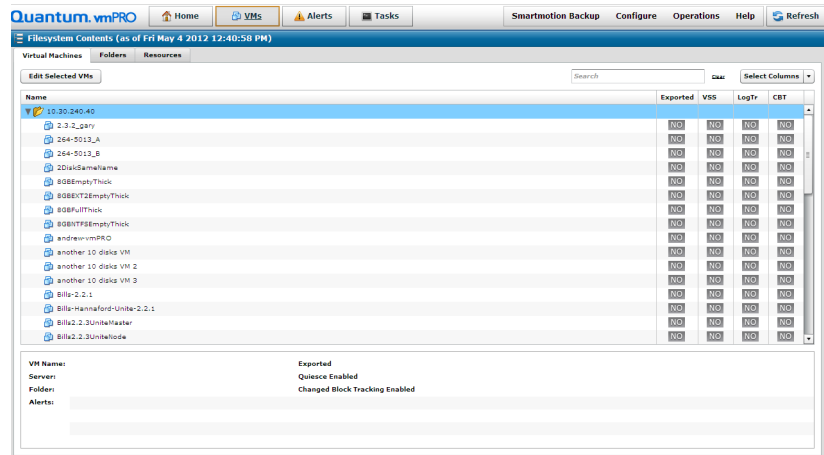 Quantum. vmPRO Home VMs Alerts Tasks Smartmotion Backup Configure Operations Help Refresh
Filesystem Contents (as of Fri May 4 2012 12:40:58 PM)
Virtual Machines Folders Resources
Edit Selected VMs Search Clear Select Columns
Name Exported VSS LogTr CBT
10.30.240.40
2.3.2_gary NO NO NO NO
264-5013_A NO NO NO NO
264-5013_B NO NO NO NO
2DiskSameName NO NO NO NO
8GBEmptyThick NO NO NO NO
8GBEXT2EmptyThick NO NO NO NO
8GBFullThick NO NO NO NO
8GBNTFSEmptyThick NO NO NO NO
andrew-vmPRO NO NO NO NO
another 10 disks VM NO NO NO NO
another 10 disks VM 2 NO NO NO NO
another 10 disks VM 3 NO NO NO NO
Bills-2.2.1 NO NO NO NO
Bills-Hannaford-Unite-2.2.1 NO NO NO NO
Bills2.2.3UniteMaster NO NO NO NO
Bills2.2.3UniteNode NO NO NO NO
VM Name: Exported
Server: Quiesce Enabled
Folder: Changed Block Tracking Enabled
Alerts: